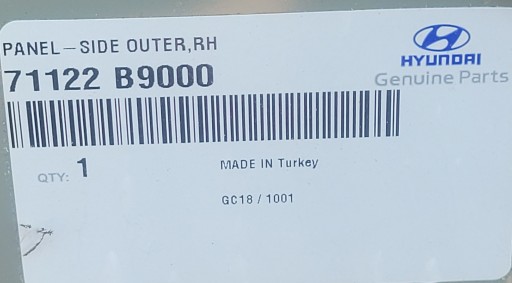 PANEL-SIDE OUTER,RH
71122 B9000
HYUNDAI
Genuine Parts
QTY: 1
MADE IN Turkey
GC18 / 1001